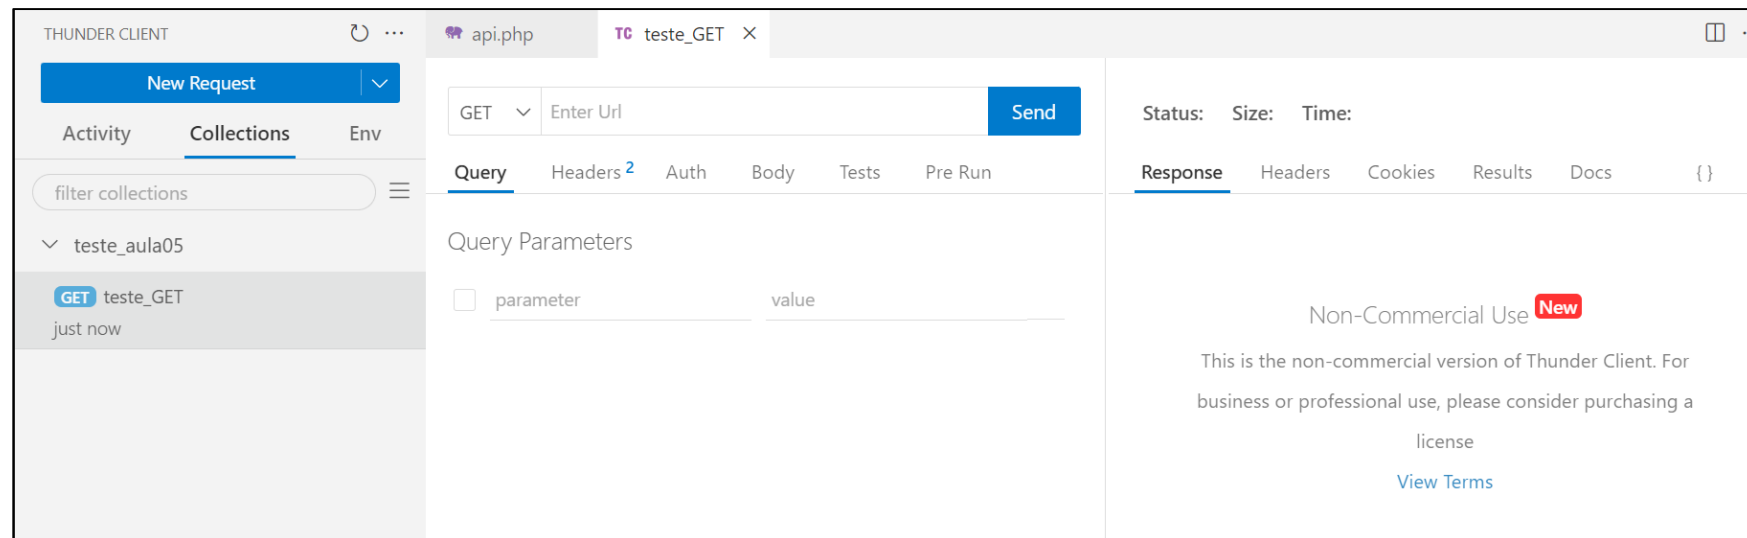 THUNDER CLIENT
New Request
Activity Collections Env
filter collections
teste_aula05
GET teste_GET
just now
api.php TC teste_GET
GET Enter Url Send
Query Headers 2 Auth Body Tests Pre Run
Query Parameters
parameter value
Status: Size: Time:
Response Headers Cookies Results Docs { }
Non-Commercial Use New
This is the non-commercial version of Thunder Client. For
business or professional use, please consider purchasing a
license
View Terms